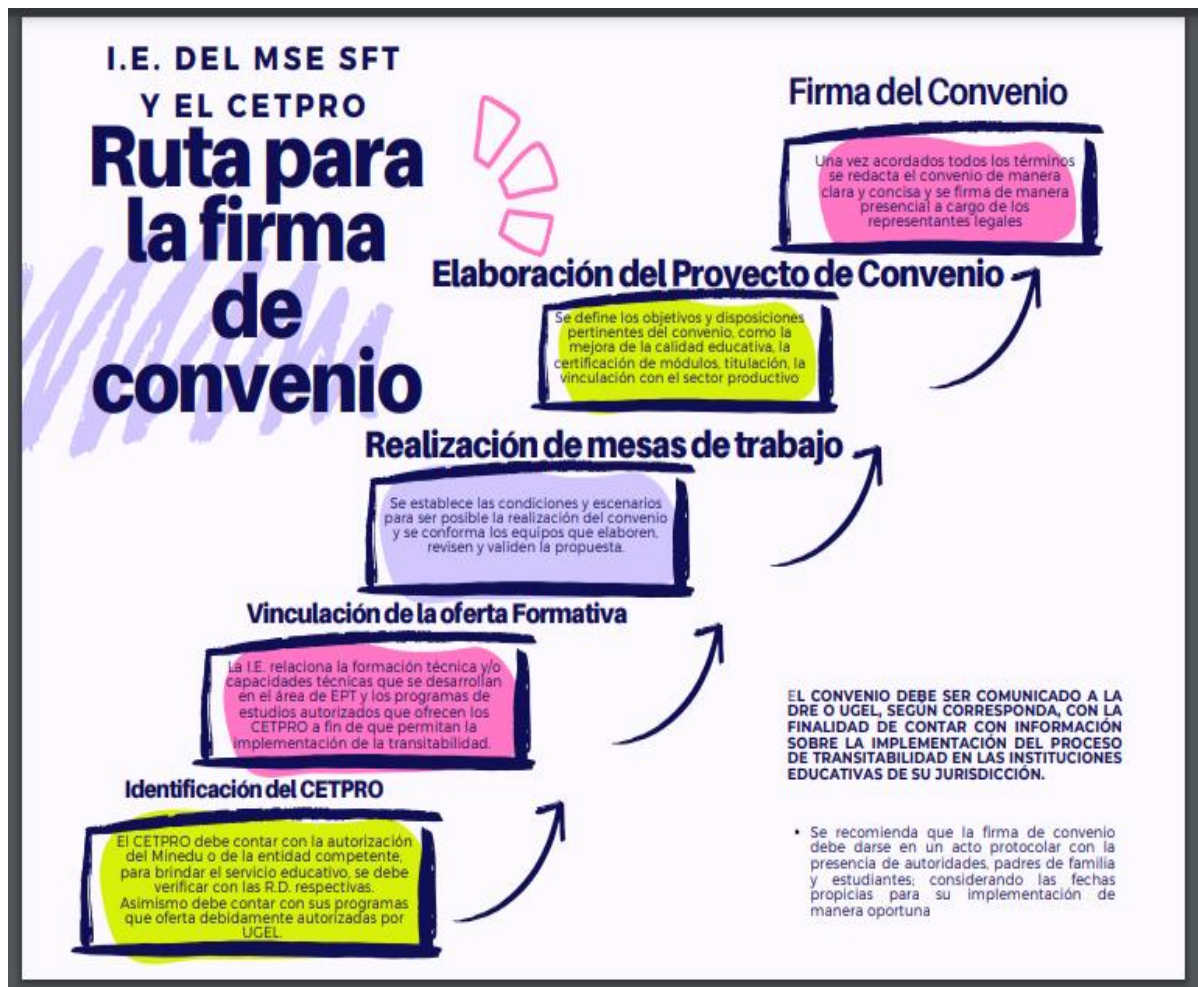 I.E. DEL MSE SFT
Y EL CETPRO
Ruta para
la firma
de
convenio
Firma del Convenio
Una vez acordados todos los términos
se redacta el convenio de manera
clara y concisa y se firma de manera
presencial a cargo de los
representantes legales
Elaboración del Proyecto de Convenio
Se define los objetivos y disposiciones
pertinentes del convenio, como la
mejora de la calidad educativa, la
certificación de módulos, titulación, la
vinculación con el sector productivo
Realización de mesas de trabajo
Se establece las condiciones y escenarios
para ser posible la realización del convenio
y se conforma los equipos que elaboren,
revisen y validen la propuesta.
Vinculación de la oferta Formativa
La I.E. relaciona la formación técnica y/o
capacidades técnicas que se desarrollan
en el área de EPT y los programas de
estudios autorizados que ofrecen los
CETPRO a fin de que permitan la
implementación de la transitabilidad.
Identificación del CETPRO
El CETPRO debe contar con la autorización
del Minedu o de la entidad competente,
para brindar el servicio educativo, se debe
verificar con las R.D. respectivas.
Asimismo debe contar con sus programas
que oferta debidamente autorizadas por
UGEL.
EL CONVENIO DEBE SER COMUNICADO A LA
DRE O UGEL, SEGÚN CORRESPONDA, CON LA
FINALIDAD DE CONTAR CON INFORMACIÓN
SOBRE LA IMPLEMENTACIÓN DEL PROCESO
DE TRANSITABILIDAD EN LAS INSTITUCIONES
EDUCATIVAS DE SU JURISDICCIÓN.
• Se recomienda que la firma de convenio
debe darse en un acto protocolar con la
presencia de autoridades, padres de familia
y estudiantes; considerando las fechas
propicias para su implementación de
manera oportuna